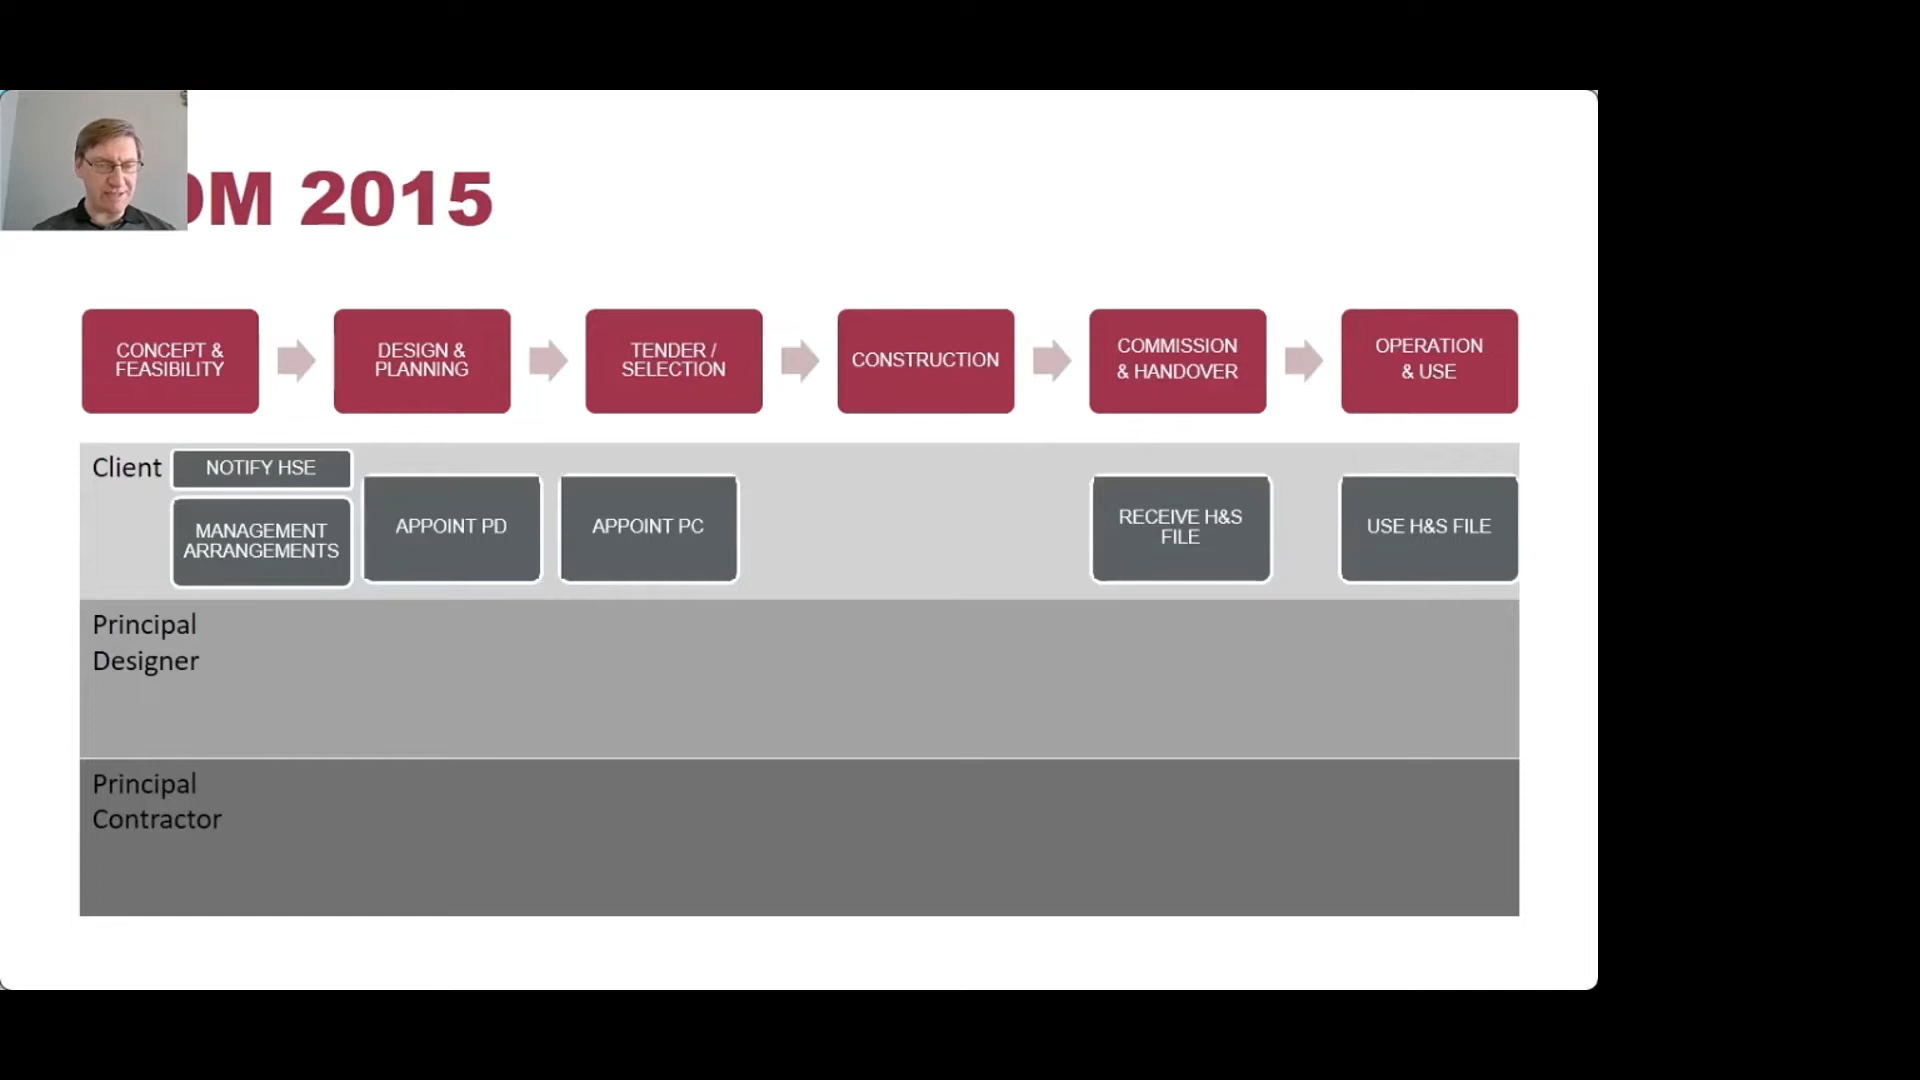 DM 2015
CONCEPT &
FEASIBILITY
DESIGN &
PLANNING
TENDER /
SELECTION
CONSTRUCTION
COMMISSION
& HANDOVER
OPERATION
& USE
Client
NOTIFY HSE
MANAGEMENT
ARRANGEMENTS
APPOINT PD
APPOINT PC
RECEIVE H&S
FILE
USE H&S FILE
Principal
Designer
Principal
Contractor